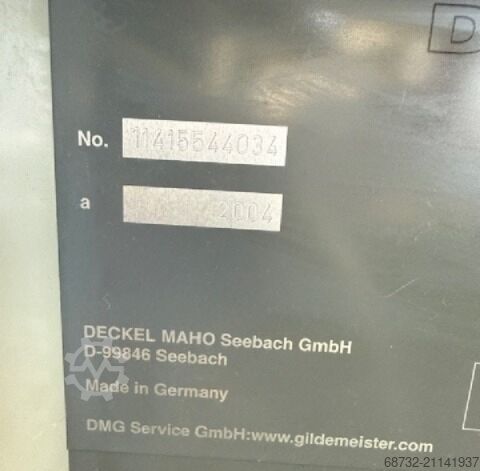 D
No. 11415544034
a 2004
DECKEL MAHO Seebach GmbH
D-99846 Seebach
Made in Germany
DMG Service GmbH:www.gildemeister.com
68732-21141937